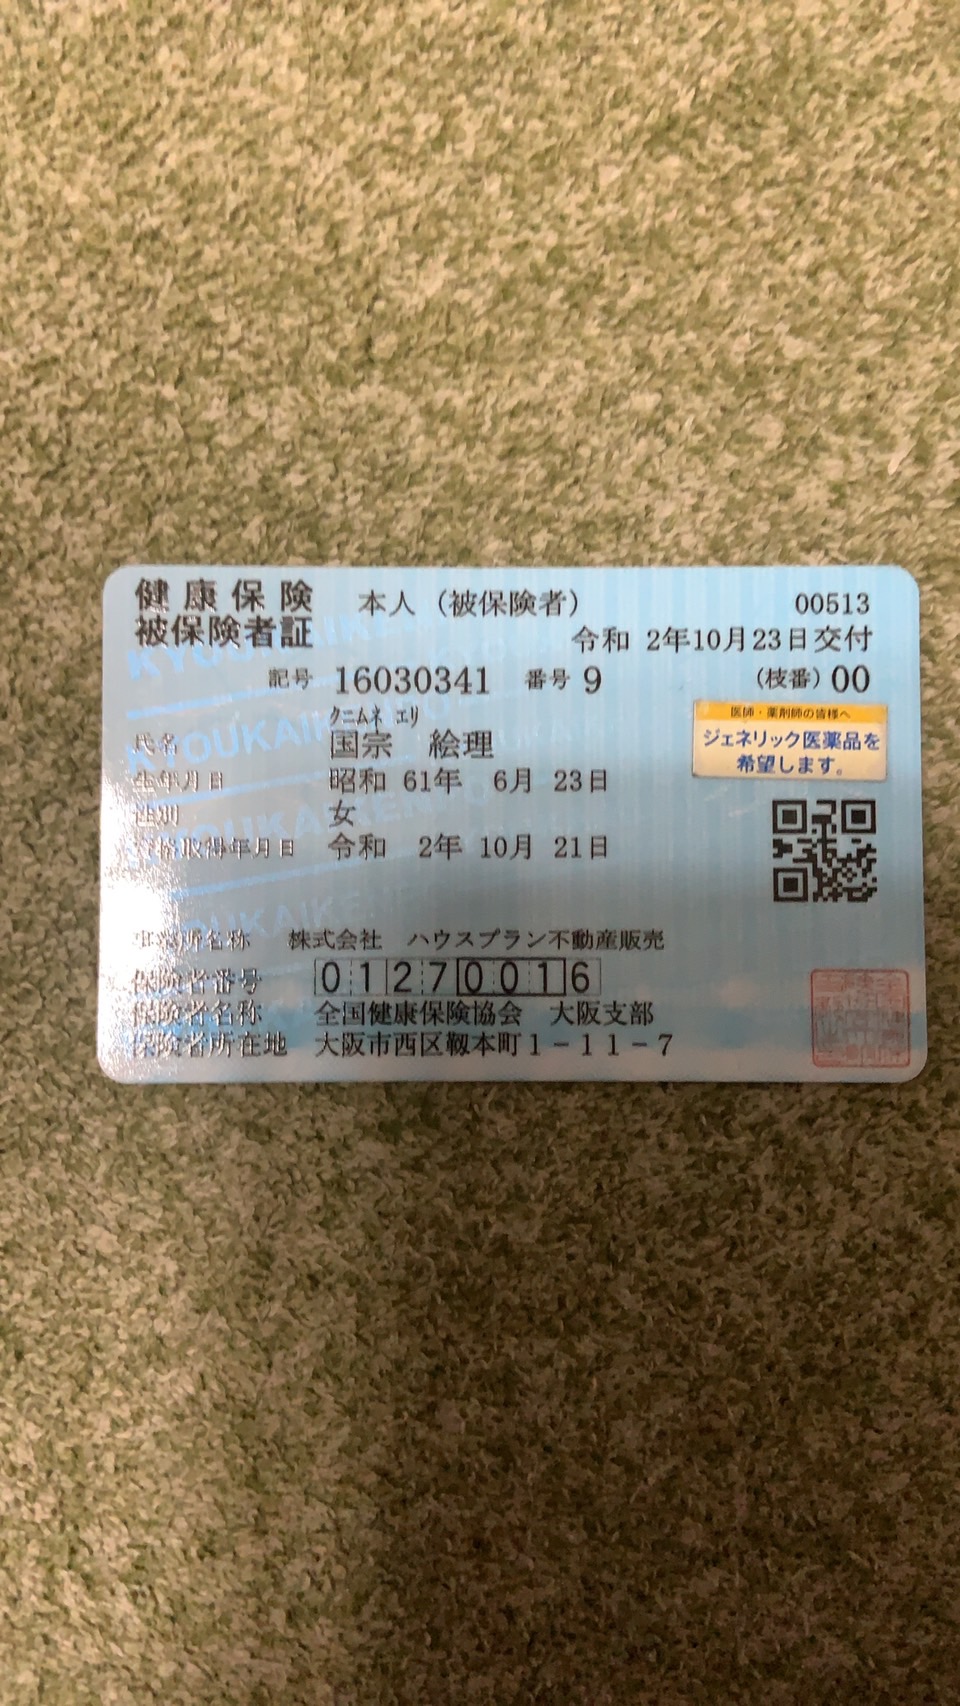 健康保険 本人（被保険者） 00513
被保険者証 令和 2年10月23日交付
記号 16030341 番号 9 （枝番）00
クニムネ エリ
氏名 国宗 絵理
医師・薬剤師の皆様へ
ジェネリック医薬品を
希望します。
生年月日 昭和 61年 6月 23日
性別 女
資格取得年月日 令和 2年 10月 21日
事業所名称 株式会社 ハウスプラン不動産販売
保険者番号 01270016
保険者名称 全国健康保険協会 大阪支部
保険者所在地 大阪市西区靱本町1－11－7